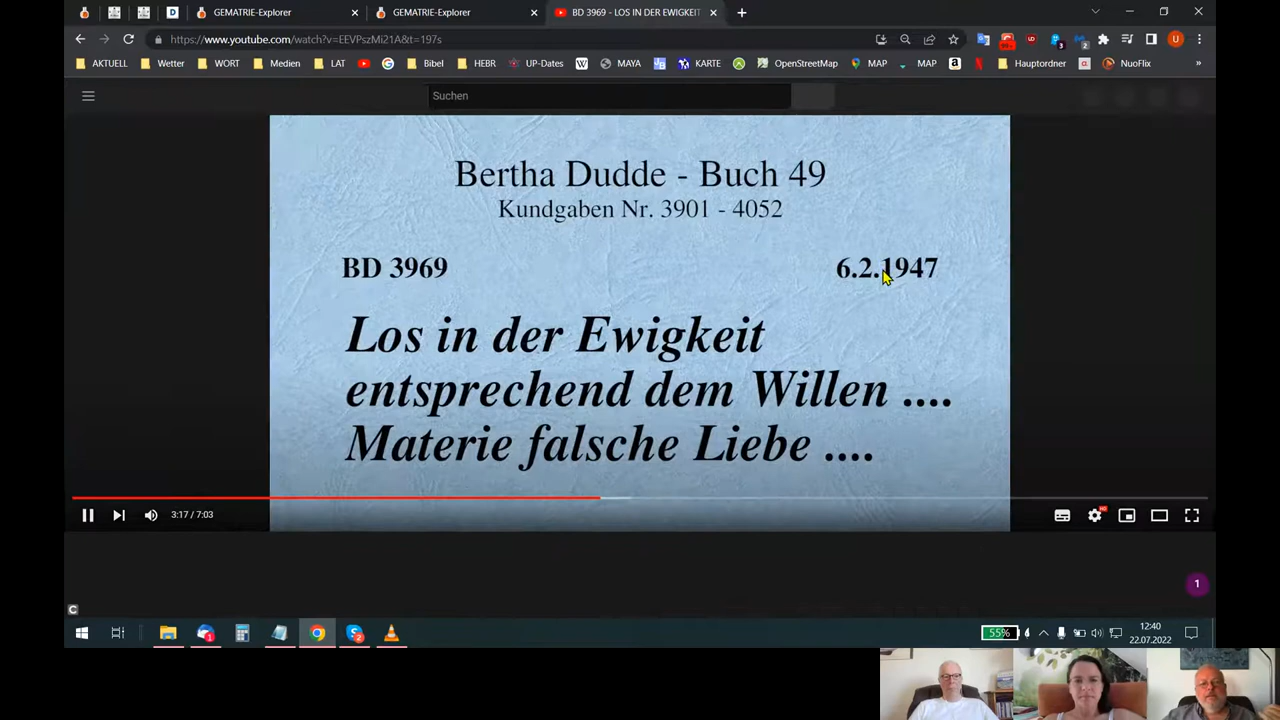 GEMATRIE-Explorer
GEMATRIE-Explorer
BD 3969 - LOS IN DER EWIGKEIT
https://www.youtube.com/watch?v=EEVPszMi21A&t=197s
AKTUELL Wetter WORT Medien LAT Bibel HEBR UP-Dates MAYA KARTE OpenStreetMap MAP MAP Hauptordner NuoFlix
Suchen
Bertha Dudde - Buch 49
Kundgaben Nr. 3901 - 4052
BD 3969 6.2.1947
Los in der Ewigkeit
entsprechend dem Willen ....
Materie falsche Liebe ....
3:17 / 7:03
1
55%
12:40
22.07.2022